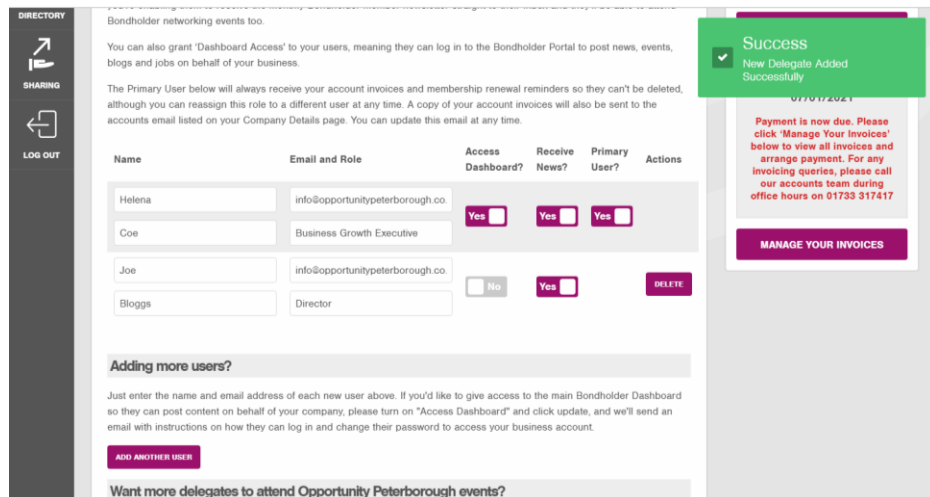 DIRECTORY
SHARING
LOG OUT
Bondholder networking events too.
You can also grant 'Dashboard Access' to your users, meaning they can log in to the Bondholder Portal to post news, events,
blogs and jobs on behalf of your business.
The Primary User below will always receive your account invoices and membership renewal reminders so they can't be deleted,
although you can reassign this role to a different user at any time. A copy of your account invoices will also be sent to the
accounts email listed on your Company Details page. You can update this email at any time.
Name Email and Role Access Dashboard? Receive News? Primary User? Actions
Helena info@opportunitypeterborough.co.
Yes Yes Yes
Coe Business Growth Executive
Joe info@opportunitypeterborough.co.
No Yes DELETE
Bloggs Director
Adding more users?
Just enter the name and email address of each new user above. If you'd like to give access to the main Bondholder Dashboard
so they can post content on behalf of your company, please turn on "Access Dashboard" and click update, and we'll send an
email with instructions on how they can log in and change their password to access your business account.
ADD ANOTHER USER
Want more delegates to attend Opportunity Peterborough events?
Success
New Delegate Added
Successfully
07/01/2021
Payment is now due. Please
click 'Manage Your Invoices'
below to view all invoices and
arrange payment. For any
invoicing queries, please call
our accounts team during
office hours on 01733 317417
MANAGE YOUR INVOICES